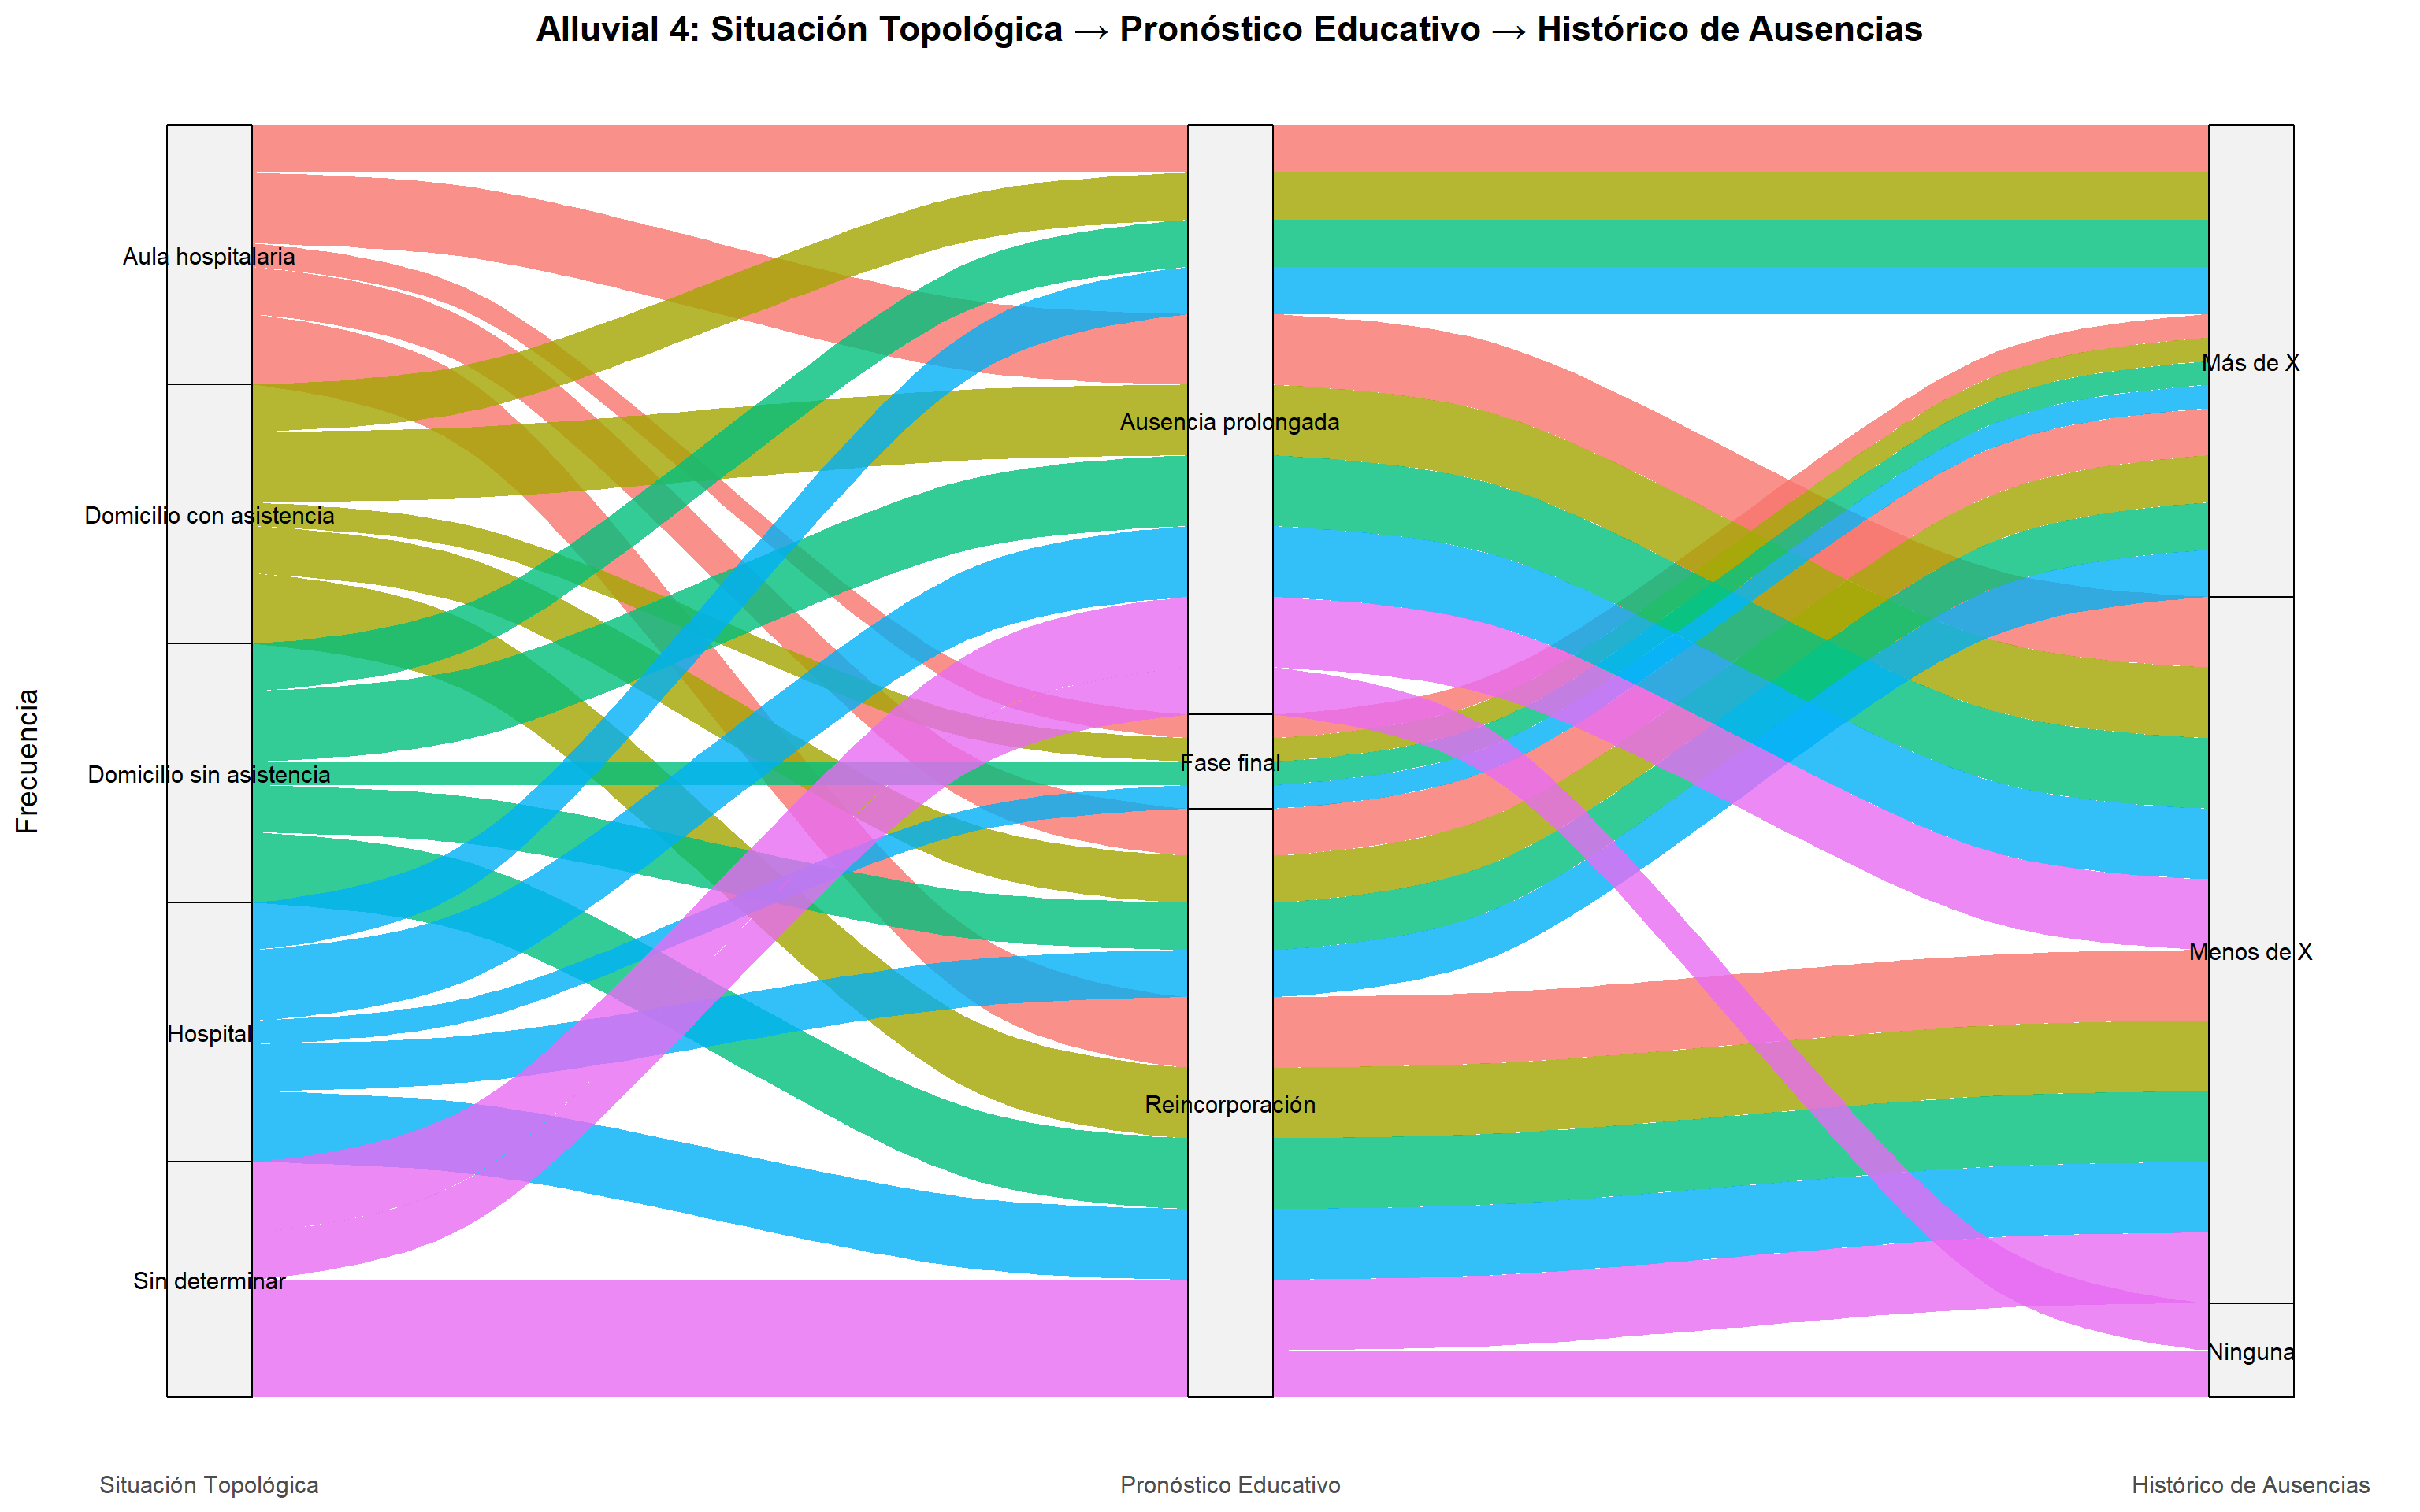 Alluvial 4: Situación Topológica → Pronóstico Educativo → Histórico de Ausencias
Frecuencia
Aula hospitalaria
Domicilio con asistencia
Domicilio sin asistencia
Hospital
Sin determinar
Ausencia prolongada
Fase final
Reincorporación
Más de X
Menos de X
Ninguna
Situación Topológica
Pronóstico Educativo
Histórico de Ausencias